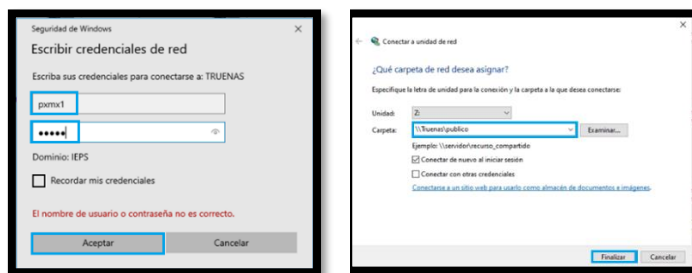 Seguridad de Windows
Escribir credenciales de red
Escriba sus credenciales para conectarse a: TRUENAS
pxmx1
•••••
Dominio: IEPS
Recordar mis credenciales
El nombre de usuario o contraseña no es correcto.
Aceptar
Cancelar
Conectar a unidad de red
¿Qué carpeta de red desea asignar?
Especifique la letra de unidad para la conexión y la carpeta a la que desea conectarse:
Unidad: Z:
Carpeta: \\Truenas\publico Examinar...
Ejemplo: \\servidor\recurso_compartido
Conectar de nuevo al iniciar sesión
Conectar con otras credenciales
Conectarse a un sitio web para usarlo como almacén de documentos e imágenes.
Finalizar Cancelar